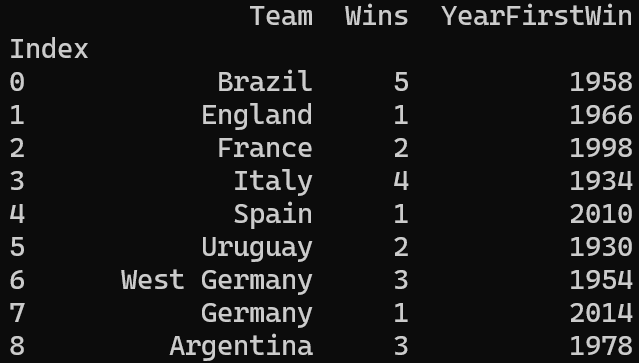 Team Wins YearFirstWin
Index
0 Brazil 5 1958
1 England 1 1966
2 France 2 1998
3 Italy 4 1934
4 Spain 1 2010
5 Uruguay 2 1930
6 West Germany 3 1954
7 Germany 1 2014
8 Argentina 3 1978